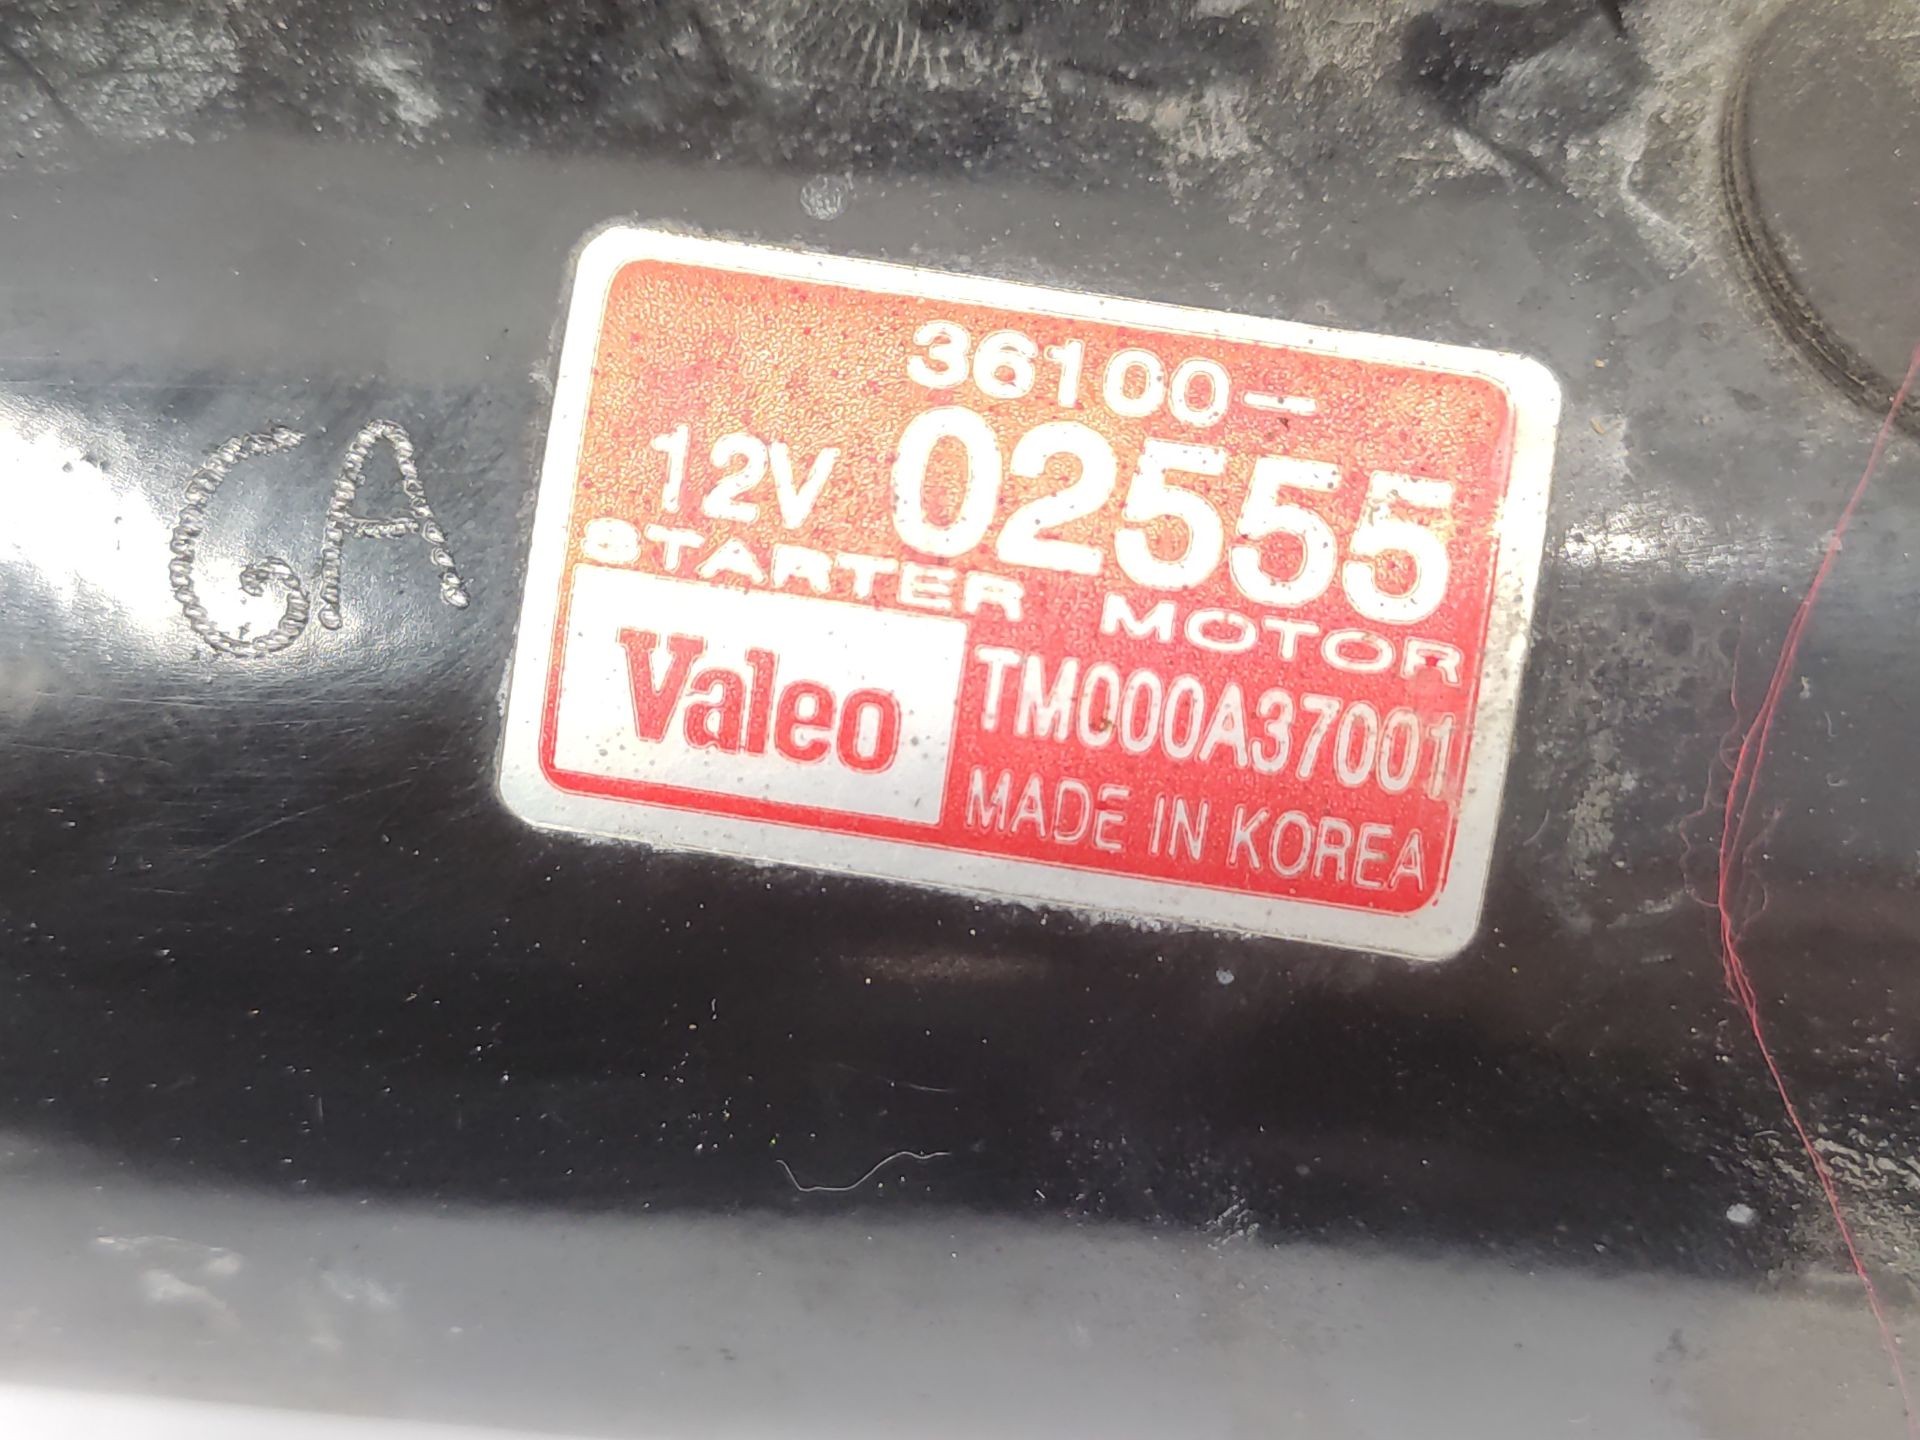 36100-
12V 02555
STARTER MOTOR
Valeo TM000A37001
MADE IN KOREA
GA